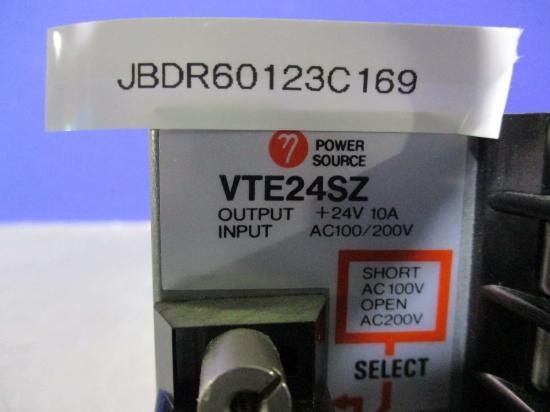 JBDR60123C169
η POWER
SOURCE
VTE24SZ
OUTPUT +24V 10A
INPUT AC100/200V
SHORT
AC100V
OPEN
AC200V
SELECT